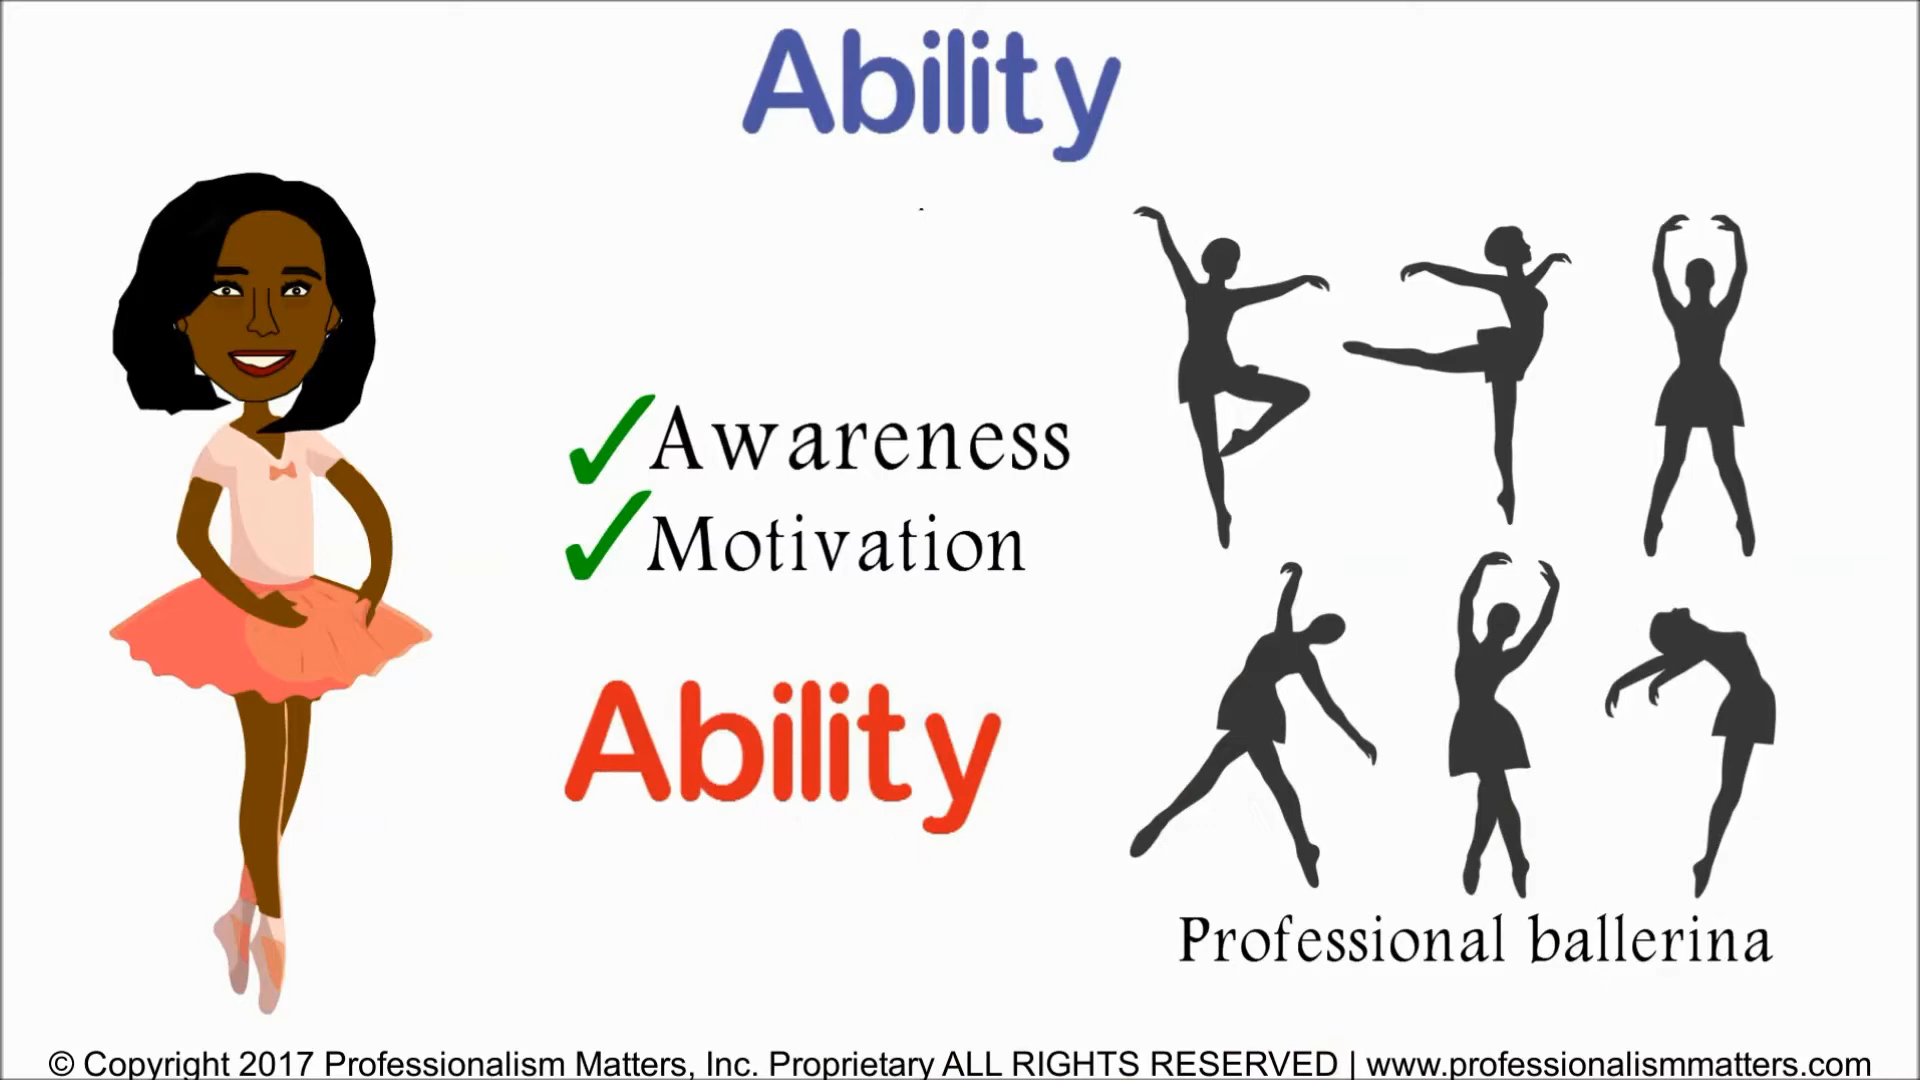 Ability
Awareness
Motivation
Ability
Professional ballerina
© Copyright 2017 Professionalism Matters, Inc. Proprietary ALL RIGHTS RESERVED | www.professionalismmatters.com